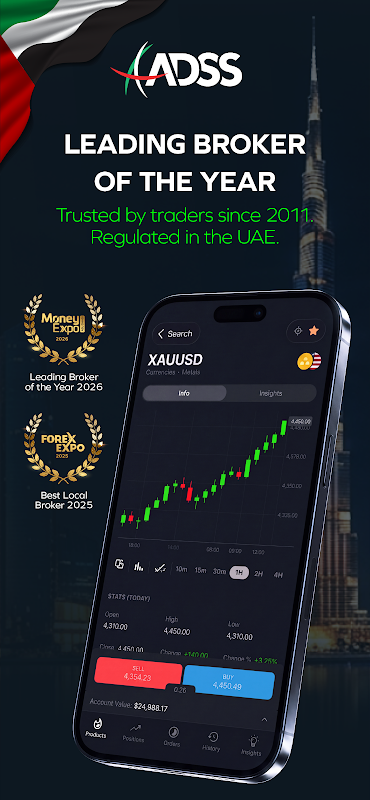 ADSS
LEADING BROKER
OF THE YEAR
Trusted by traders since 2011.
Regulated in the UAE.
Money
Expo
2026
Leading Broker
of the Year 2026
FOREX
EXPO
2025
Best Local
Broker 2025
Search
XAUUSD
Currencies • Metals
Info Insights
4,450.00
4,379.00
4,350.00
10m 15m 30m 1H 2H 4H
STATS (TODAY)
Open High Low
4,310.00 4,450.00 4,310.00
Close 4,450.00 Change +140.00 Change % +3.25%
SELL BUY
4,354.23 0.26 4,450.49
Account Value: $24,988.17
Products Positions Orders History Insights